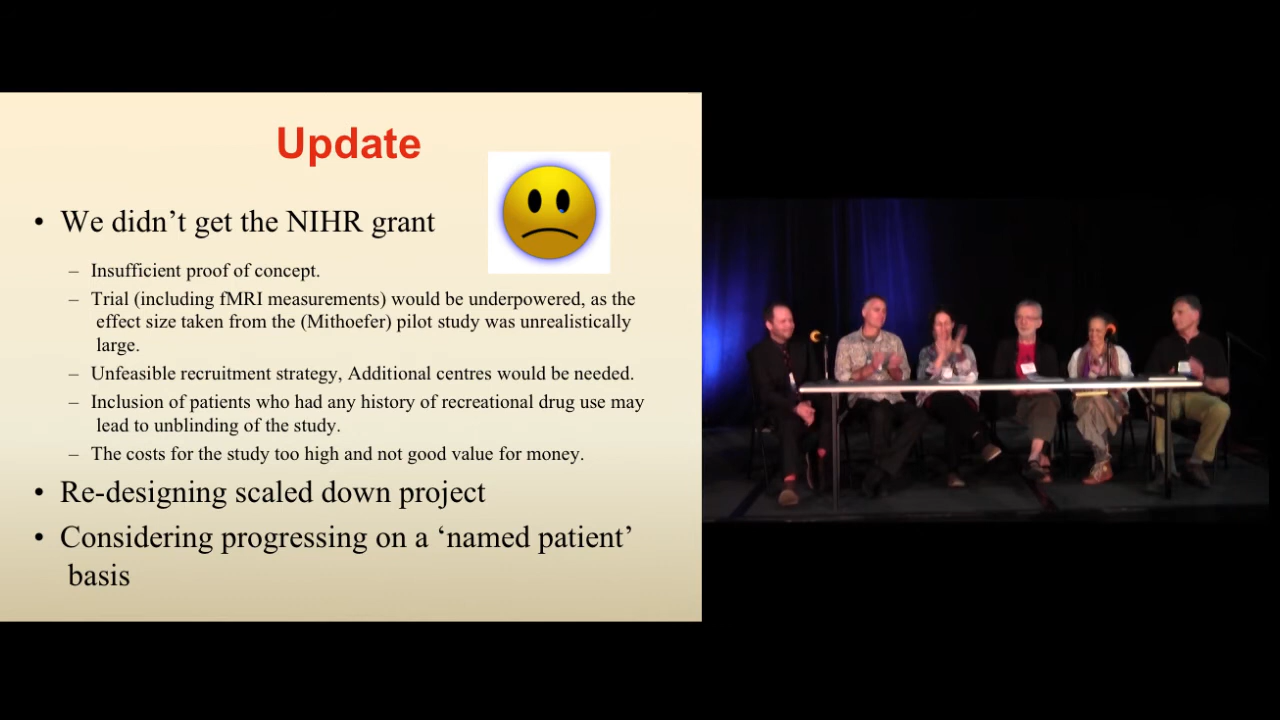 Update
• We didn’t get the NIHR grant
– Insufficient proof of concept.
– Trial (including fMRI measurements) would be underpowered, as the
effect size taken from the (Mithoefer) pilot study was unrealistically
large.
– Unfeasible recruitment strategy, Additional centres would be needed.
– Inclusion of patients who had any history of recreational drug use may
lead to unblinding of the study.
– The costs for the study too high and not good value for money.
• Re-designing scaled down project
• Considering progressing on a ‘named patient’
basis